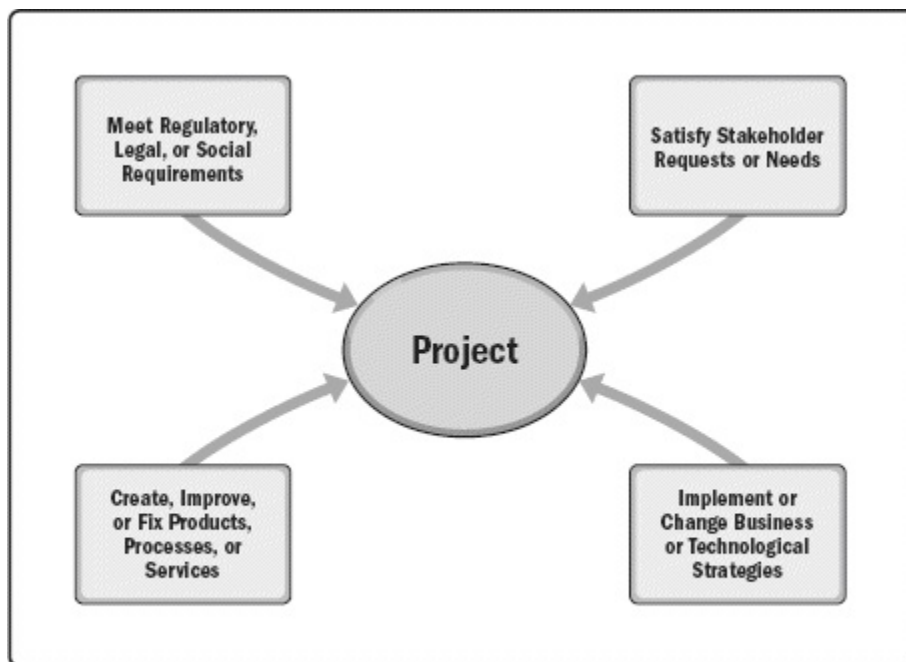 Meet Regulatory,
Legal, or Social
Requirements
Satisfy Stakeholder
Requests or Needs
Project
Create, Improve,
or Fix Products,
Processes, or
Services
Implement or
Change Business
or Technological
Strategies